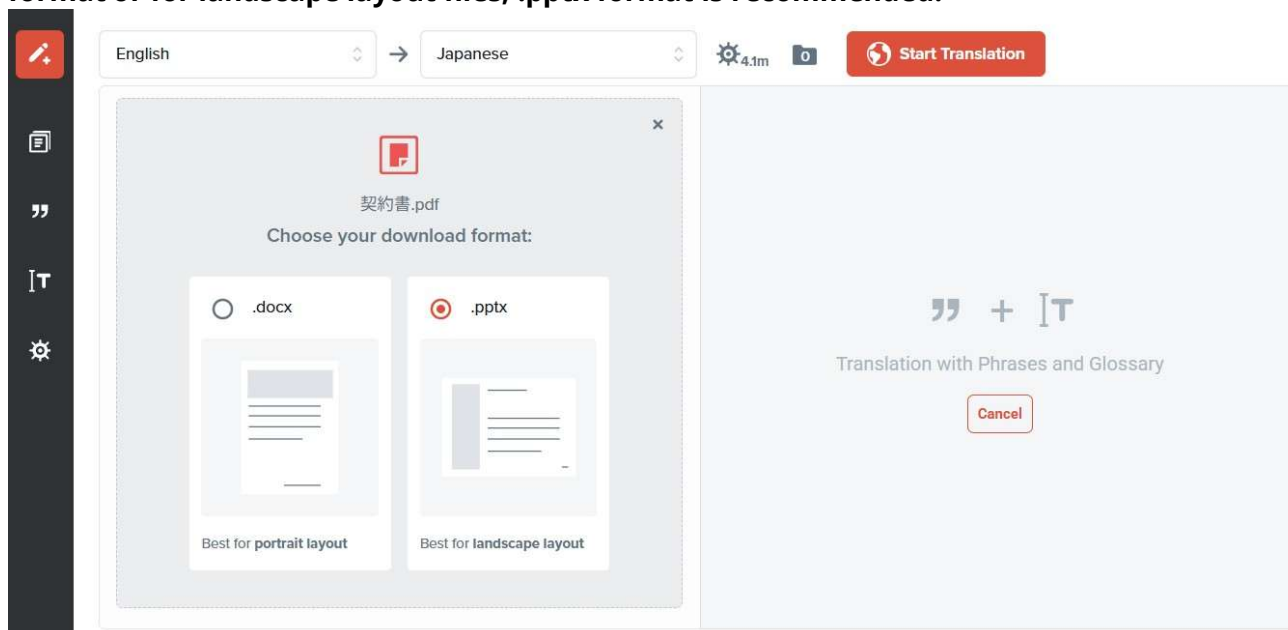 English
Japanese
4.1m
0
Start Translation
契約書.pdf
Choose your download format:
.docx
.pptx
Best for portrait layout
Best for landscape layout
Translation with Phrases and Glossary
Cancel